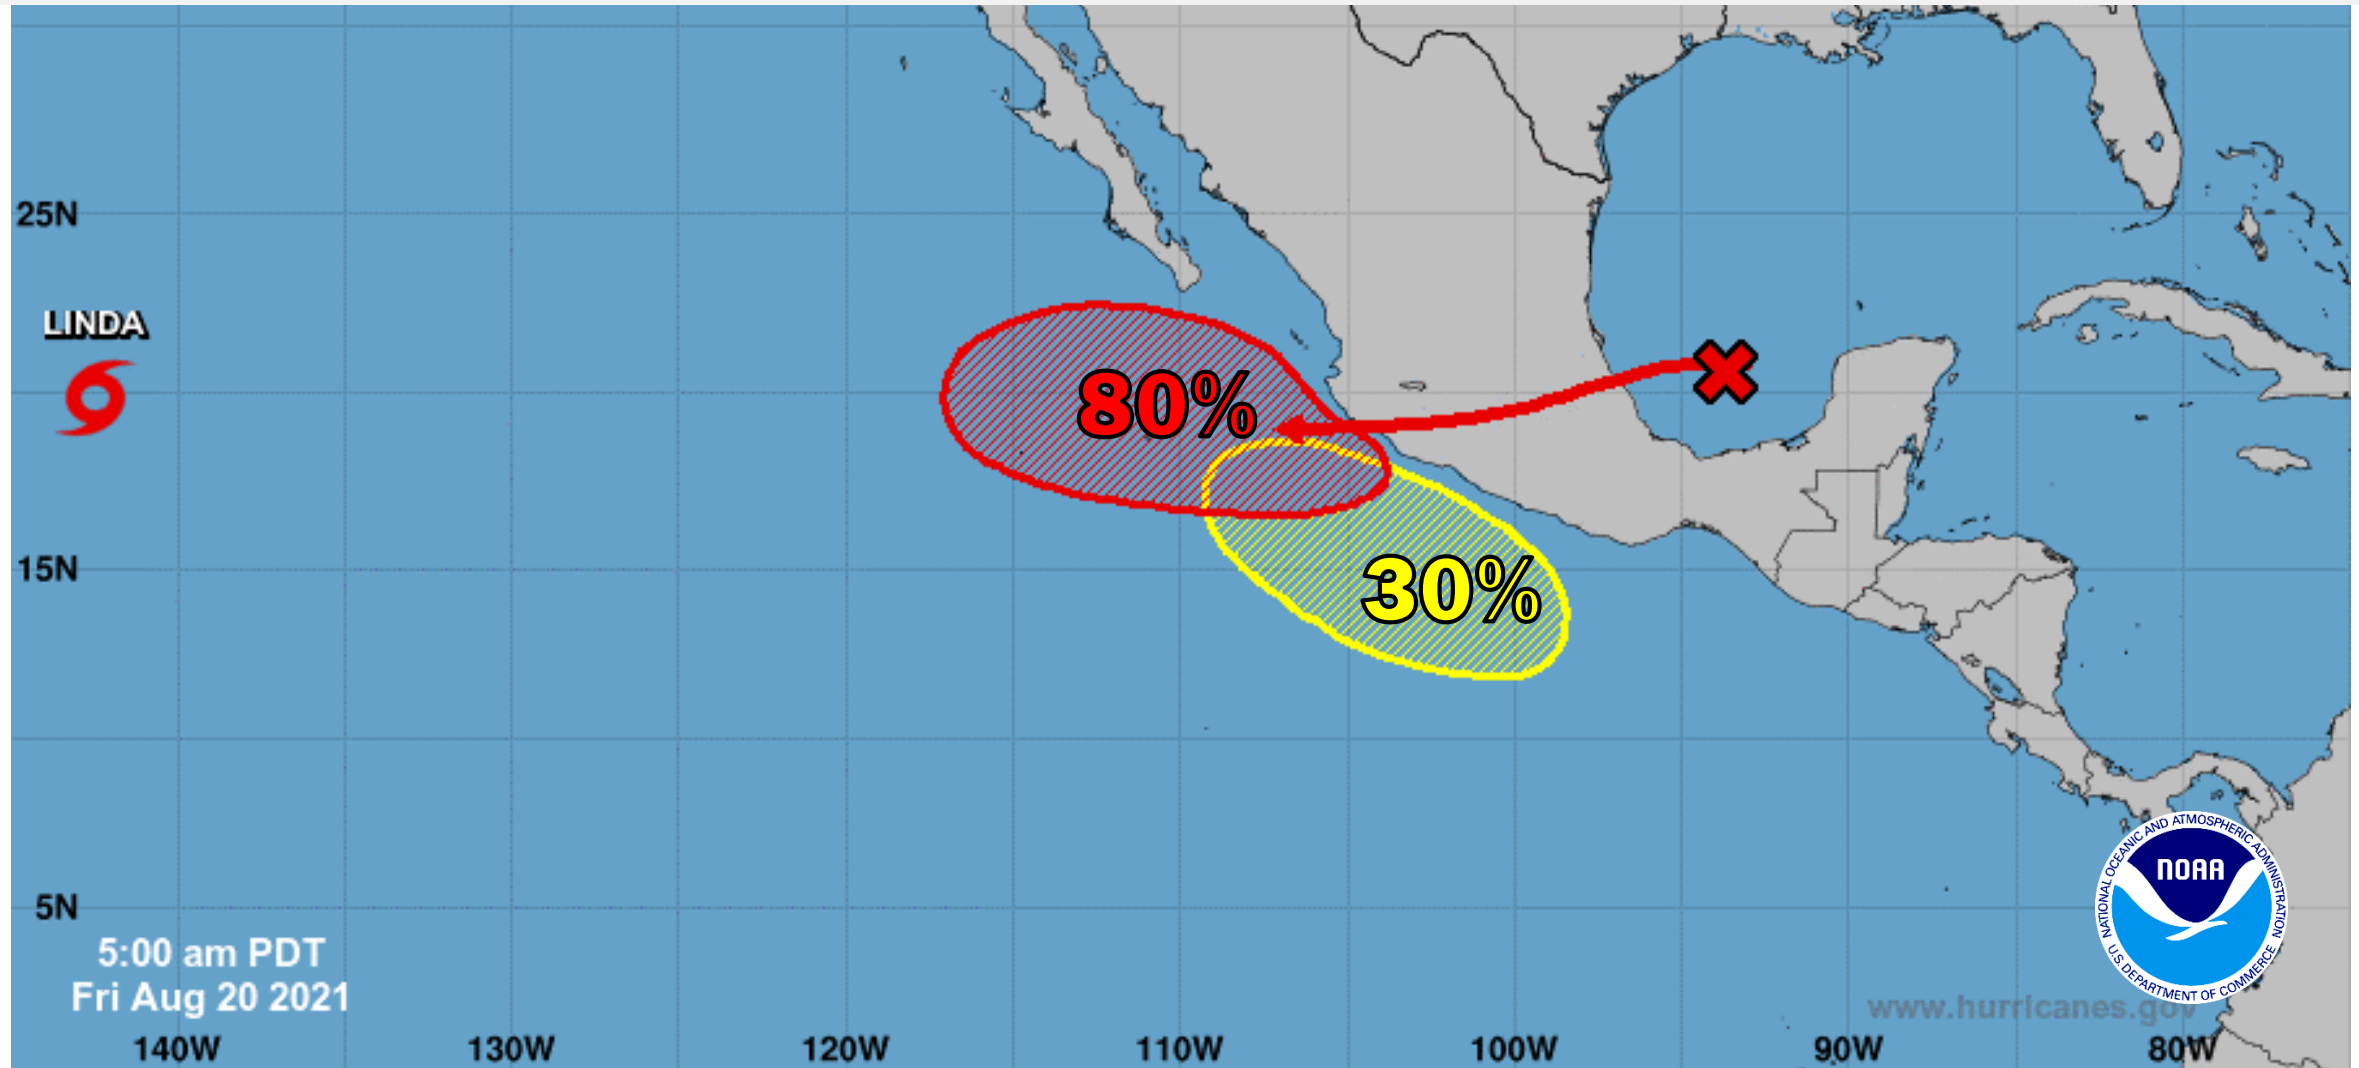 25N
LINDA
80%
15N
30%
5N
NOAA
NATIONAL OCEANIC AND ATMOSPHERIC ADMINISTRATION
U.S. DEPARTMENT OF COMMERCE
5:00 am PDT
Fri Aug 20 2021
www.hurricanes.gov
140W 130W 120W 110W 100W 90W 80W